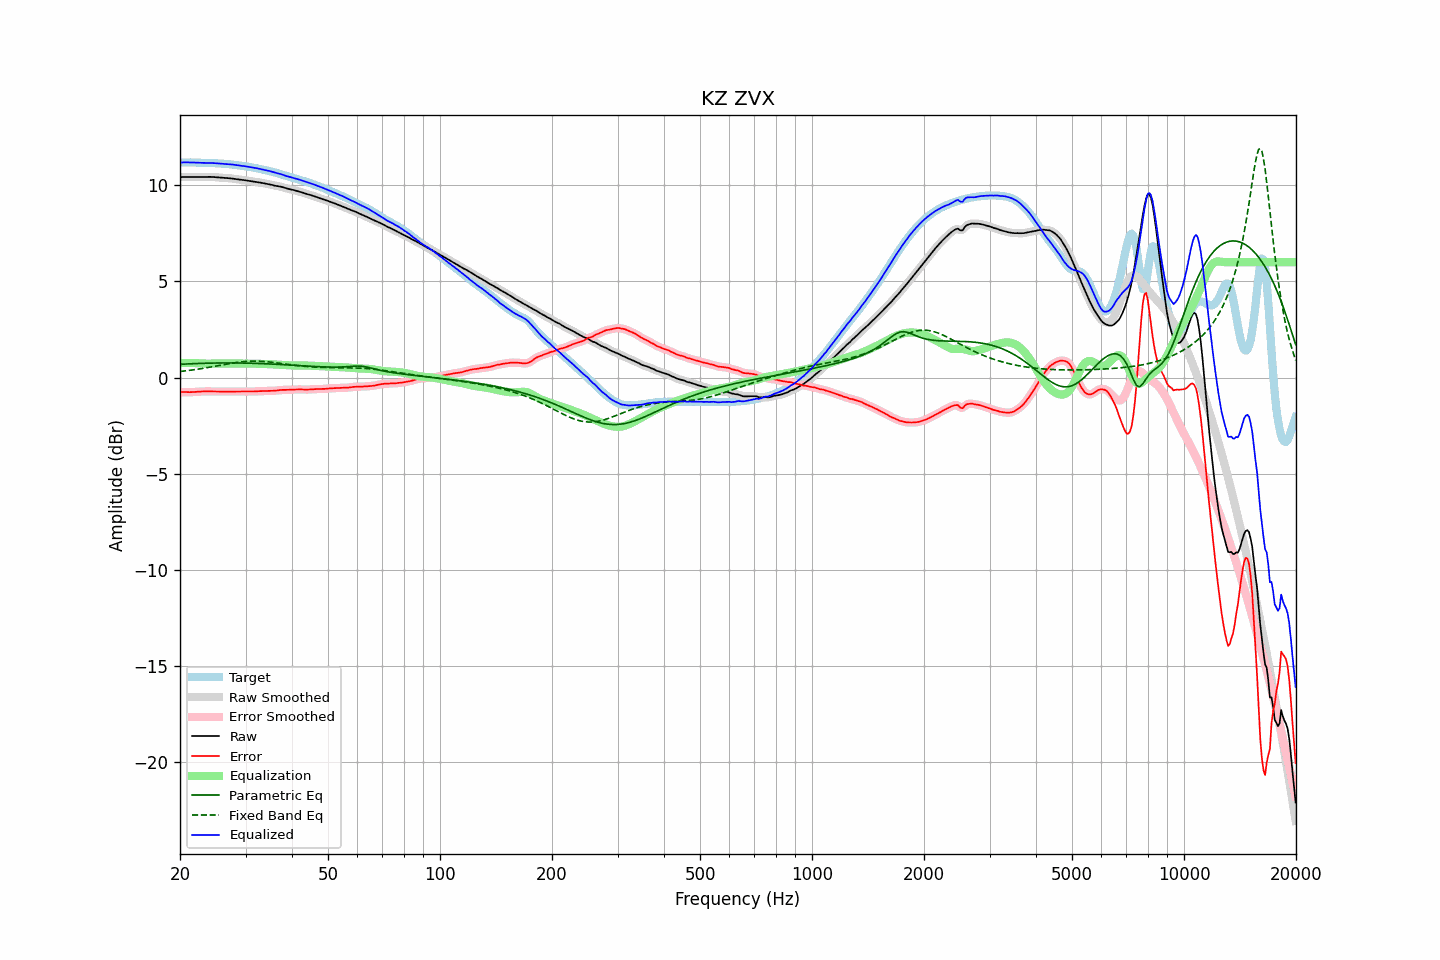 KZ ZVX
Amplitude (dBr)
10
5
0
−5
−10
−15
−20
Target
Raw Smoothed
Error Smoothed
Raw
Error
Equalization
Parametric Eq
Fixed Band Eq
Equalized
20 50 100 200 500 1000 2000 5000 10000 20000
Frequency (Hz)